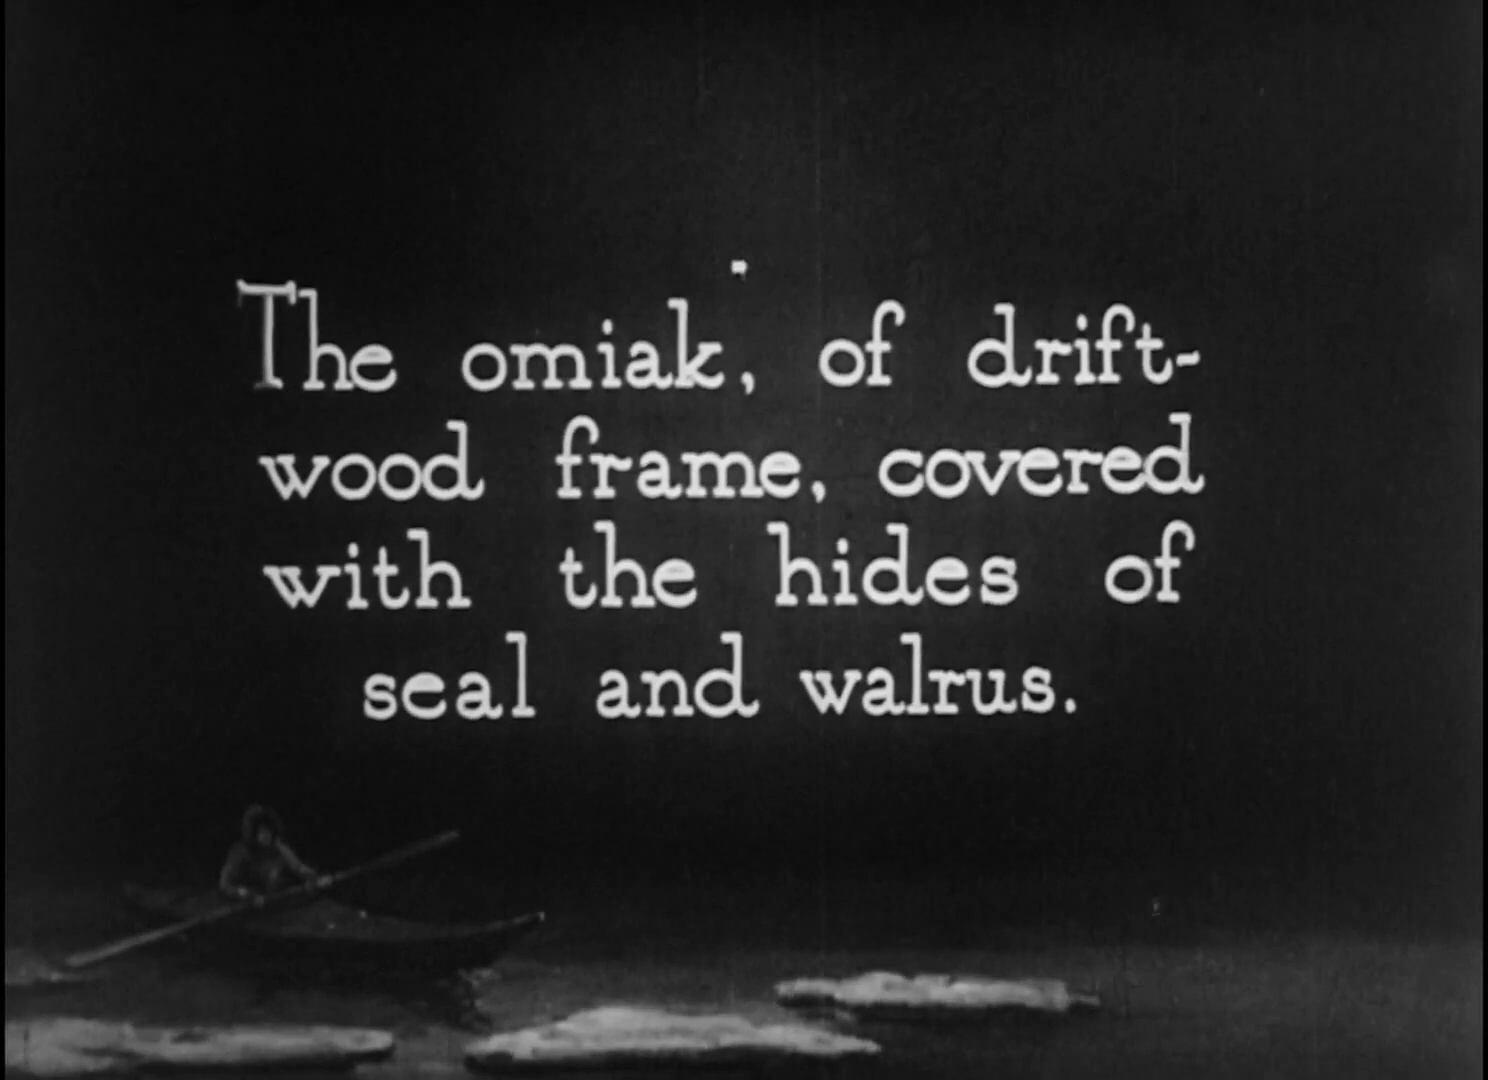 The omiak, of drift-
wood frame, covered
with the hides of
seal and walrus.